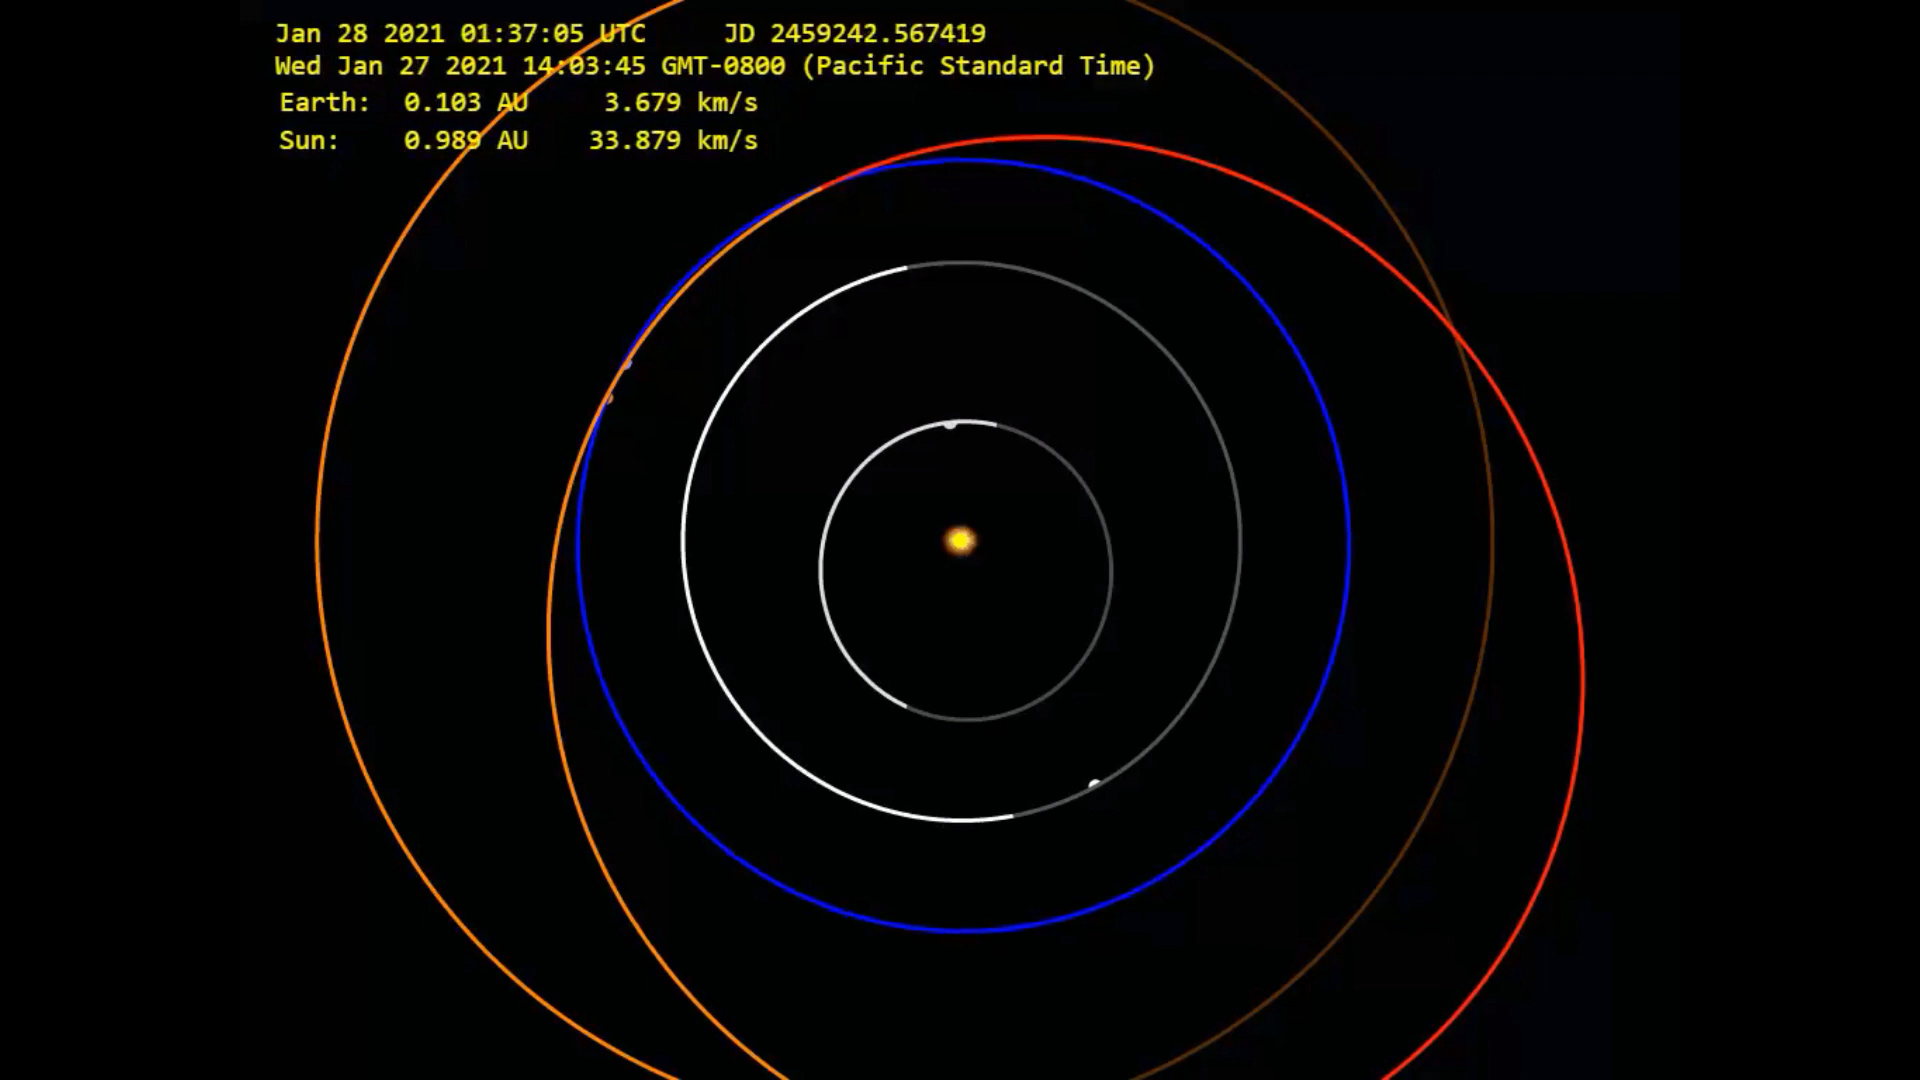 Jan 28 2021 01:37:05 UTC JD 2459242.567419
Wed Jan 27 2021 14:03:45 GMT-0800 (Pacific Standard Time)
Earth: 0.103 AU 3.679 km/s
Sun: 0.989 AU 33.879 km/s